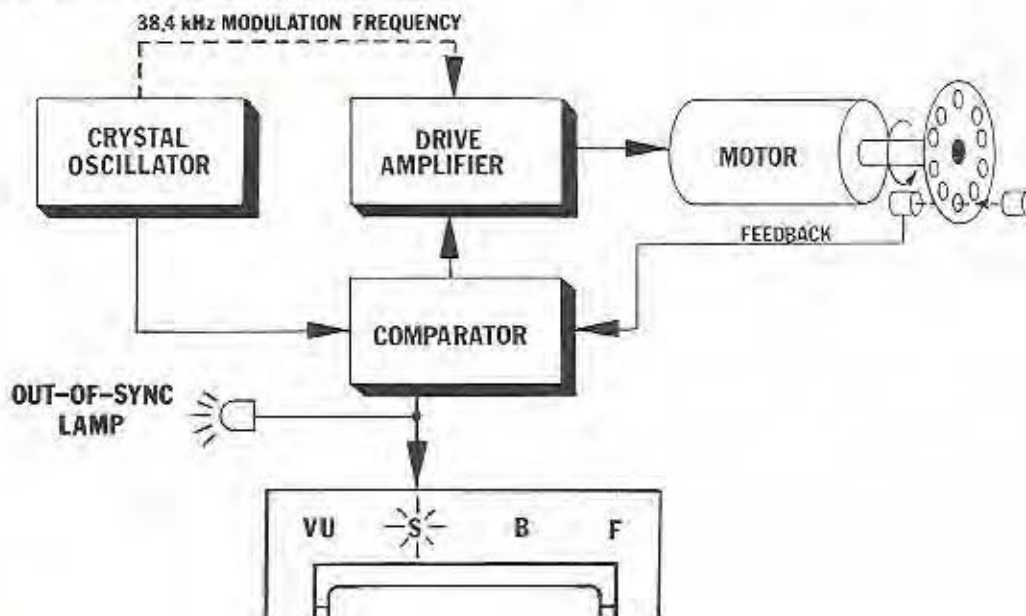 38.4 kHz MODULATION FREQUENCY
CRYSTAL
OSCILLATOR
DRIVE
AMPLIFIER
MOTOR
FEEDBACK
COMPARATOR
OUT-OF-SYNC
LAMP
VU S B F